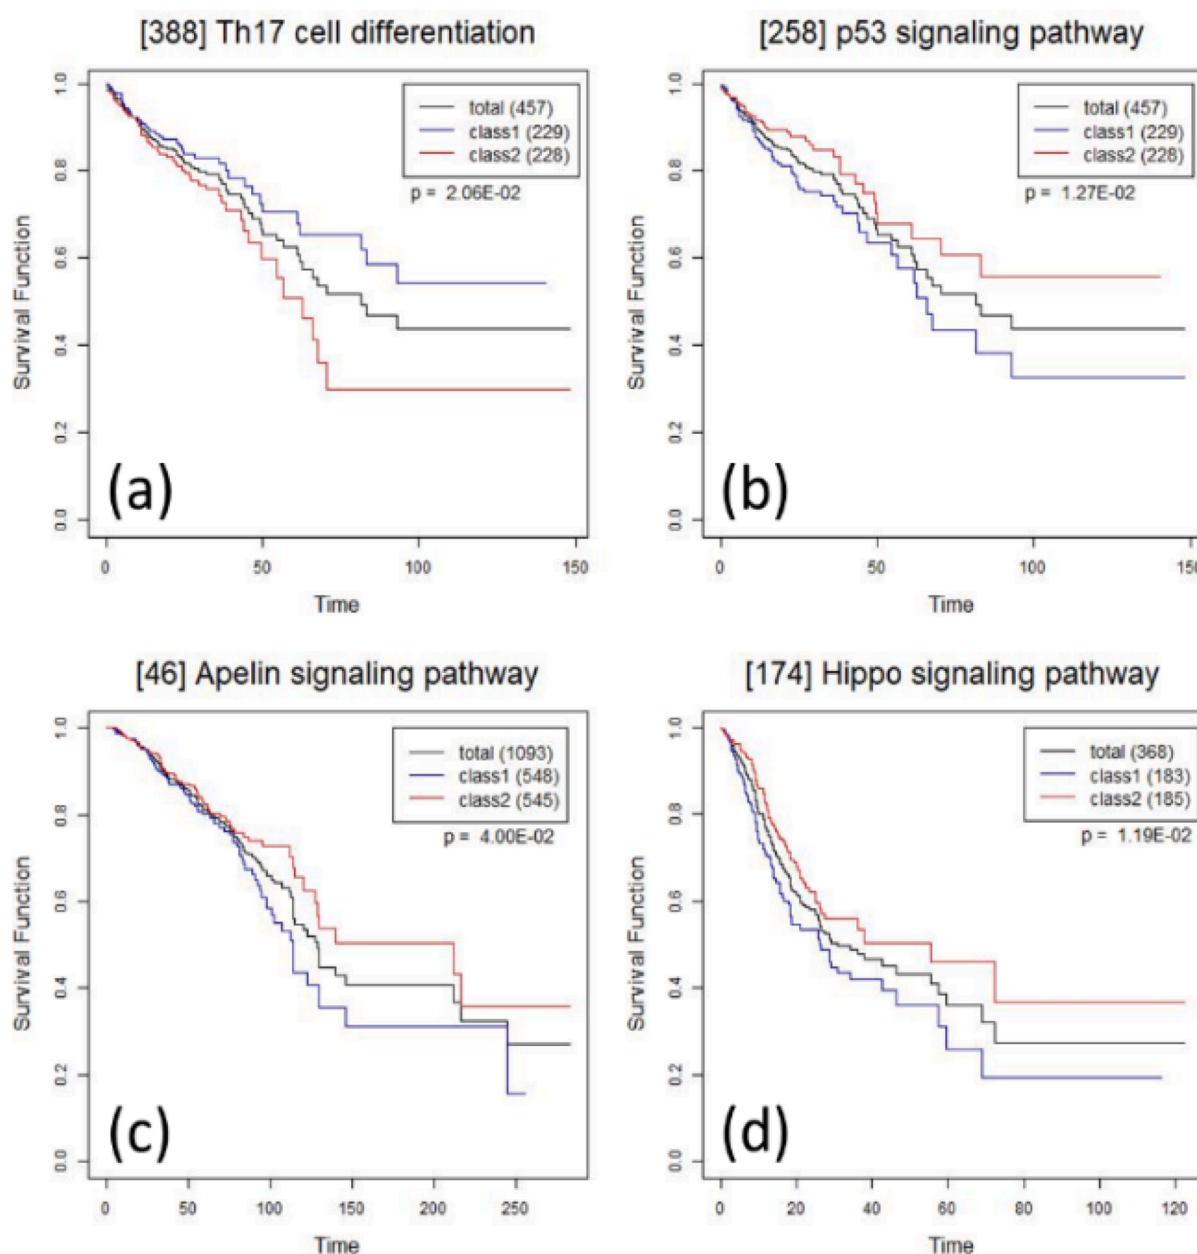 [388] Th17 cell differentiation
total (457)
class1 (229)
class2 (228)
p = 2.06E-02
Survival Function
0.0 0.2 0.4 0.6 0.8 1.0
(a)
0 50 100 150
Time
[258] p53 signaling pathway
total (457)
class1 (229)
class2 (228)
p = 1.27E-02
Survival Function
0.0 0.2 0.4 0.6 0.8 1.0
(b)
0 50 100 150
Time
[46] Apelin signaling pathway
total (1093)
class1 (548)
class2 (545)
p = 4.00E-02
Survival Function
0.0 0.2 0.4 0.6 0.8 1.0
(c)
0 50 100 150 200 250
Time
[174] Hippo signaling pathway
total (368)
class1 (183)
class2 (185)
p = 1.19E-02
Survival Function
0.0 0.2 0.4 0.6 0.8 1.0
(d)
0 20 40 60 80 100 120
Time